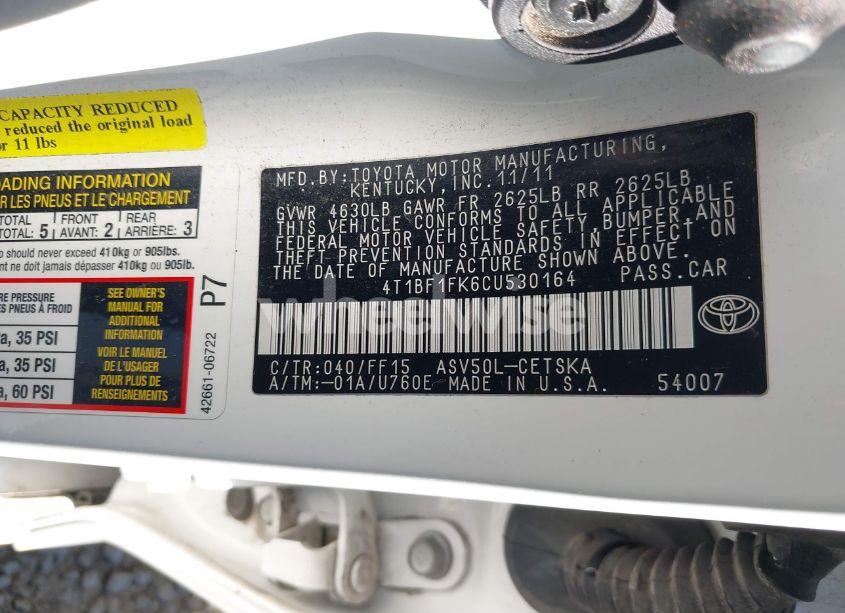 CAPACITY REDUCED
reduced the original load
or 11 lbs
LOADING INFORMATION
LES PNEUS ET LE CHARGEMENT
TOTAL 5 FRONT REAR
TOTAL: AVANT: 2 ARRIÈRE: 3
should never exceed 410kg or 905lbs.
ne doit jamais dépasser 410kg ou 905lb.
PRESSURE
PNEUS À FROID
35 PSI
35 PSI
60 PSI
SEE OWNER'S
MANUAL FOR
ADDITIONAL
INFORMATION
VOIR LE MANUEL
DE L'USAGER
POUR PLUS DE
RENSEIGNEMENTS
P7
42661-06722
MFD.BY:TOYOTA MOTOR MANUFACTURING,
KENTUCKY,INC.11/11
GVWR 4630LB GAWR FR 2625LB RR 2625LB
THIS VEHICLE CONFORMS TO ALL APPLICABLE
FEDERAL MOTOR VEHICLE SAFETY,BUMPER,AND
THEFT PREVENTION STANDARDS IN EFFECT ON
THE DATE OF MANUFACTURE SHOWN ABOVE.
4T1BF1FK6CU530164 PASS.CAR
wheelwise
C/TR:040/FF15 ASV50L-CETSKA
A/TM:-01A/U760E MADE IN U.S.A. 54007